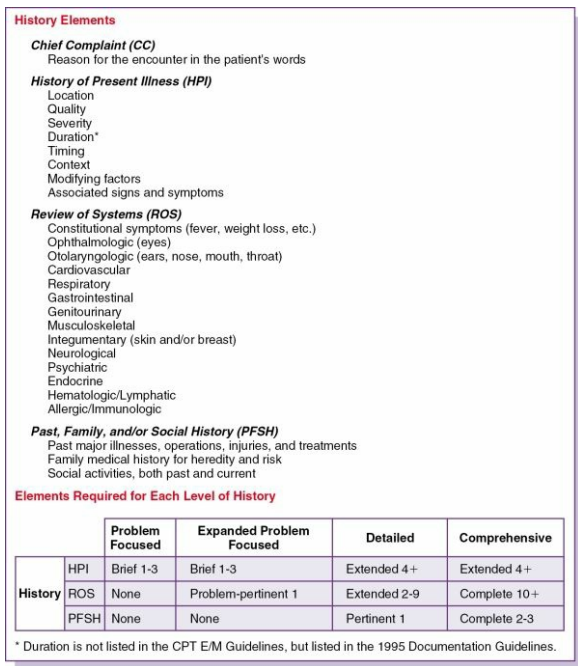 History Elements
Chief Complaint (CC)
Reason for the encounter in the patient's words
History of Present Illness (HPI)
Location
Quality
Severity
Duration*
Timing
Context
Modifying factors
Associated signs and symptoms
Review of Systems (ROS)
Constitutional symptoms (fever, weight loss, etc.)
Ophthalmologic (eyes)
Otolaryngologic (ears, nose, mouth, throat)
Cardiovascular
Respiratory
Gastrointestinal
Genitourinary
Musculoskeletal
Integumentary (skin and/or breast)
Neurological
Psychiatric
Endocrine
Hematologic/Lymphatic
Allergic/Immunologic
Past, Family, and/or Social History (PFSH)
Past major illnesses, operations, injuries, and treatments
Family medical history for heredity and risk
Social activities, both past and current
Elements Required for Each Level of History
Problem Focused Expanded Problem Focused Detailed Comprehensive
HPI Brief 1-3 Brief 1-3 Extended 4+ Extended 4+
History ROS None Problem-pertinent 1 Extended 2-9 Complete 10+
PFSH None None Pertinent 1 Complete 2-3
* Duration is not listed in the CPT E/M Guidelines, but listed in the 1995 Documentation Guidelines.